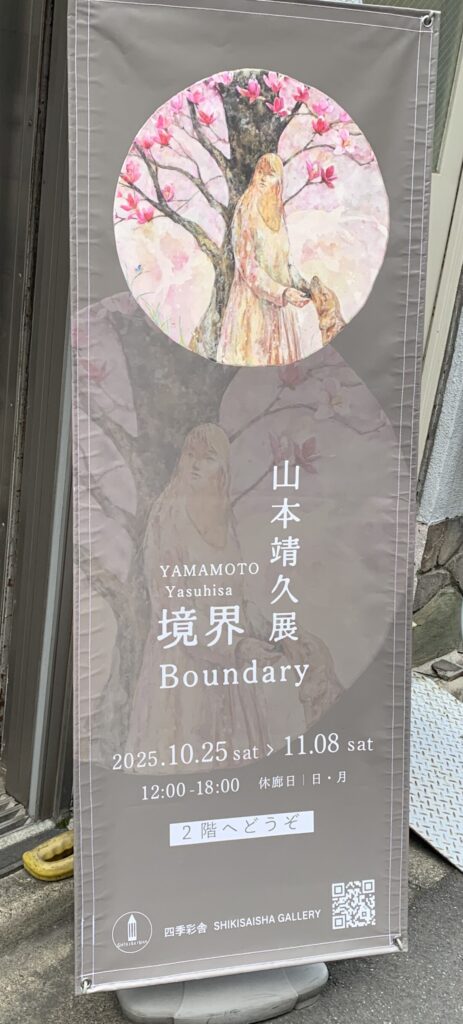 山本靖久展
YAMAMOTO
Yasuhisa
境界
Boundary
2025.10.25 sat > 11.08 sat
12:00-18:00 休廊日|日・月
2階へどうぞ
四季彩舎 SHIKISAISHA GALLERY